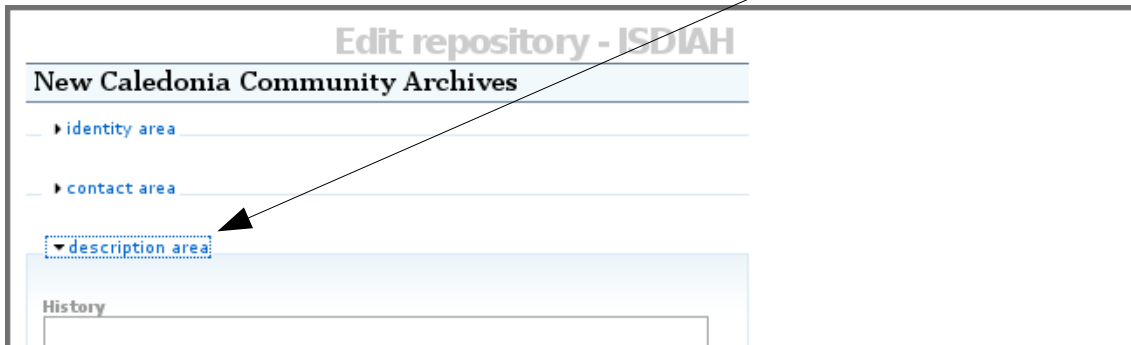 Edit repository - ISDIAH
New Caledonia Community Archives
identity area
contact area
description area
History